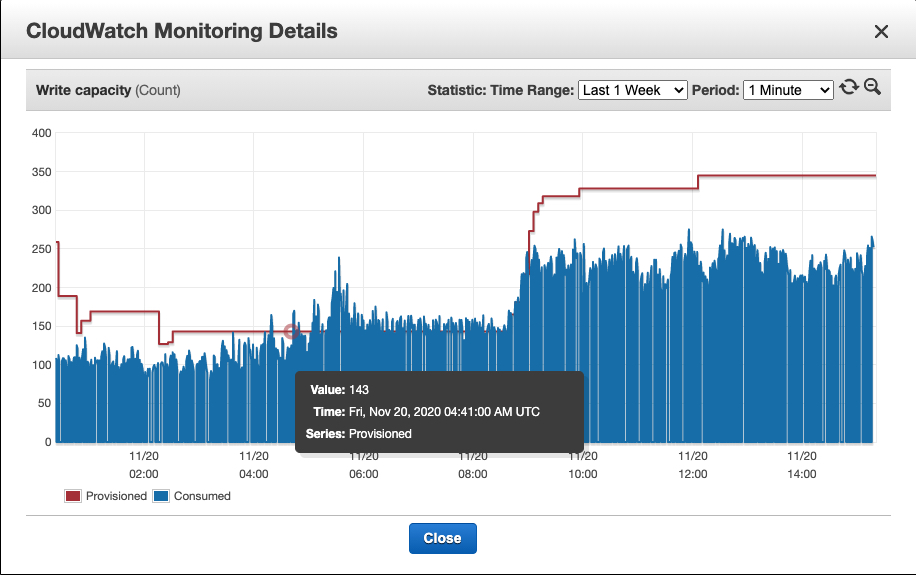 CloudWatch Monitoring Details
Write capacity (Count)
Statistic: Time Range: Last 1 Week Period: 1 Minute
400
350
300
250
200
150
100
50
0
Value: 143
Time: Fri, Nov 20, 2020 04:41:00 AM UTC
Series: Provisioned
11/20 11/20 11/20 11/20 11/20 11/20 11/20
02:00 04:00 06:00 08:00 10:00 12:00 14:00
Provisioned Consumed
Close